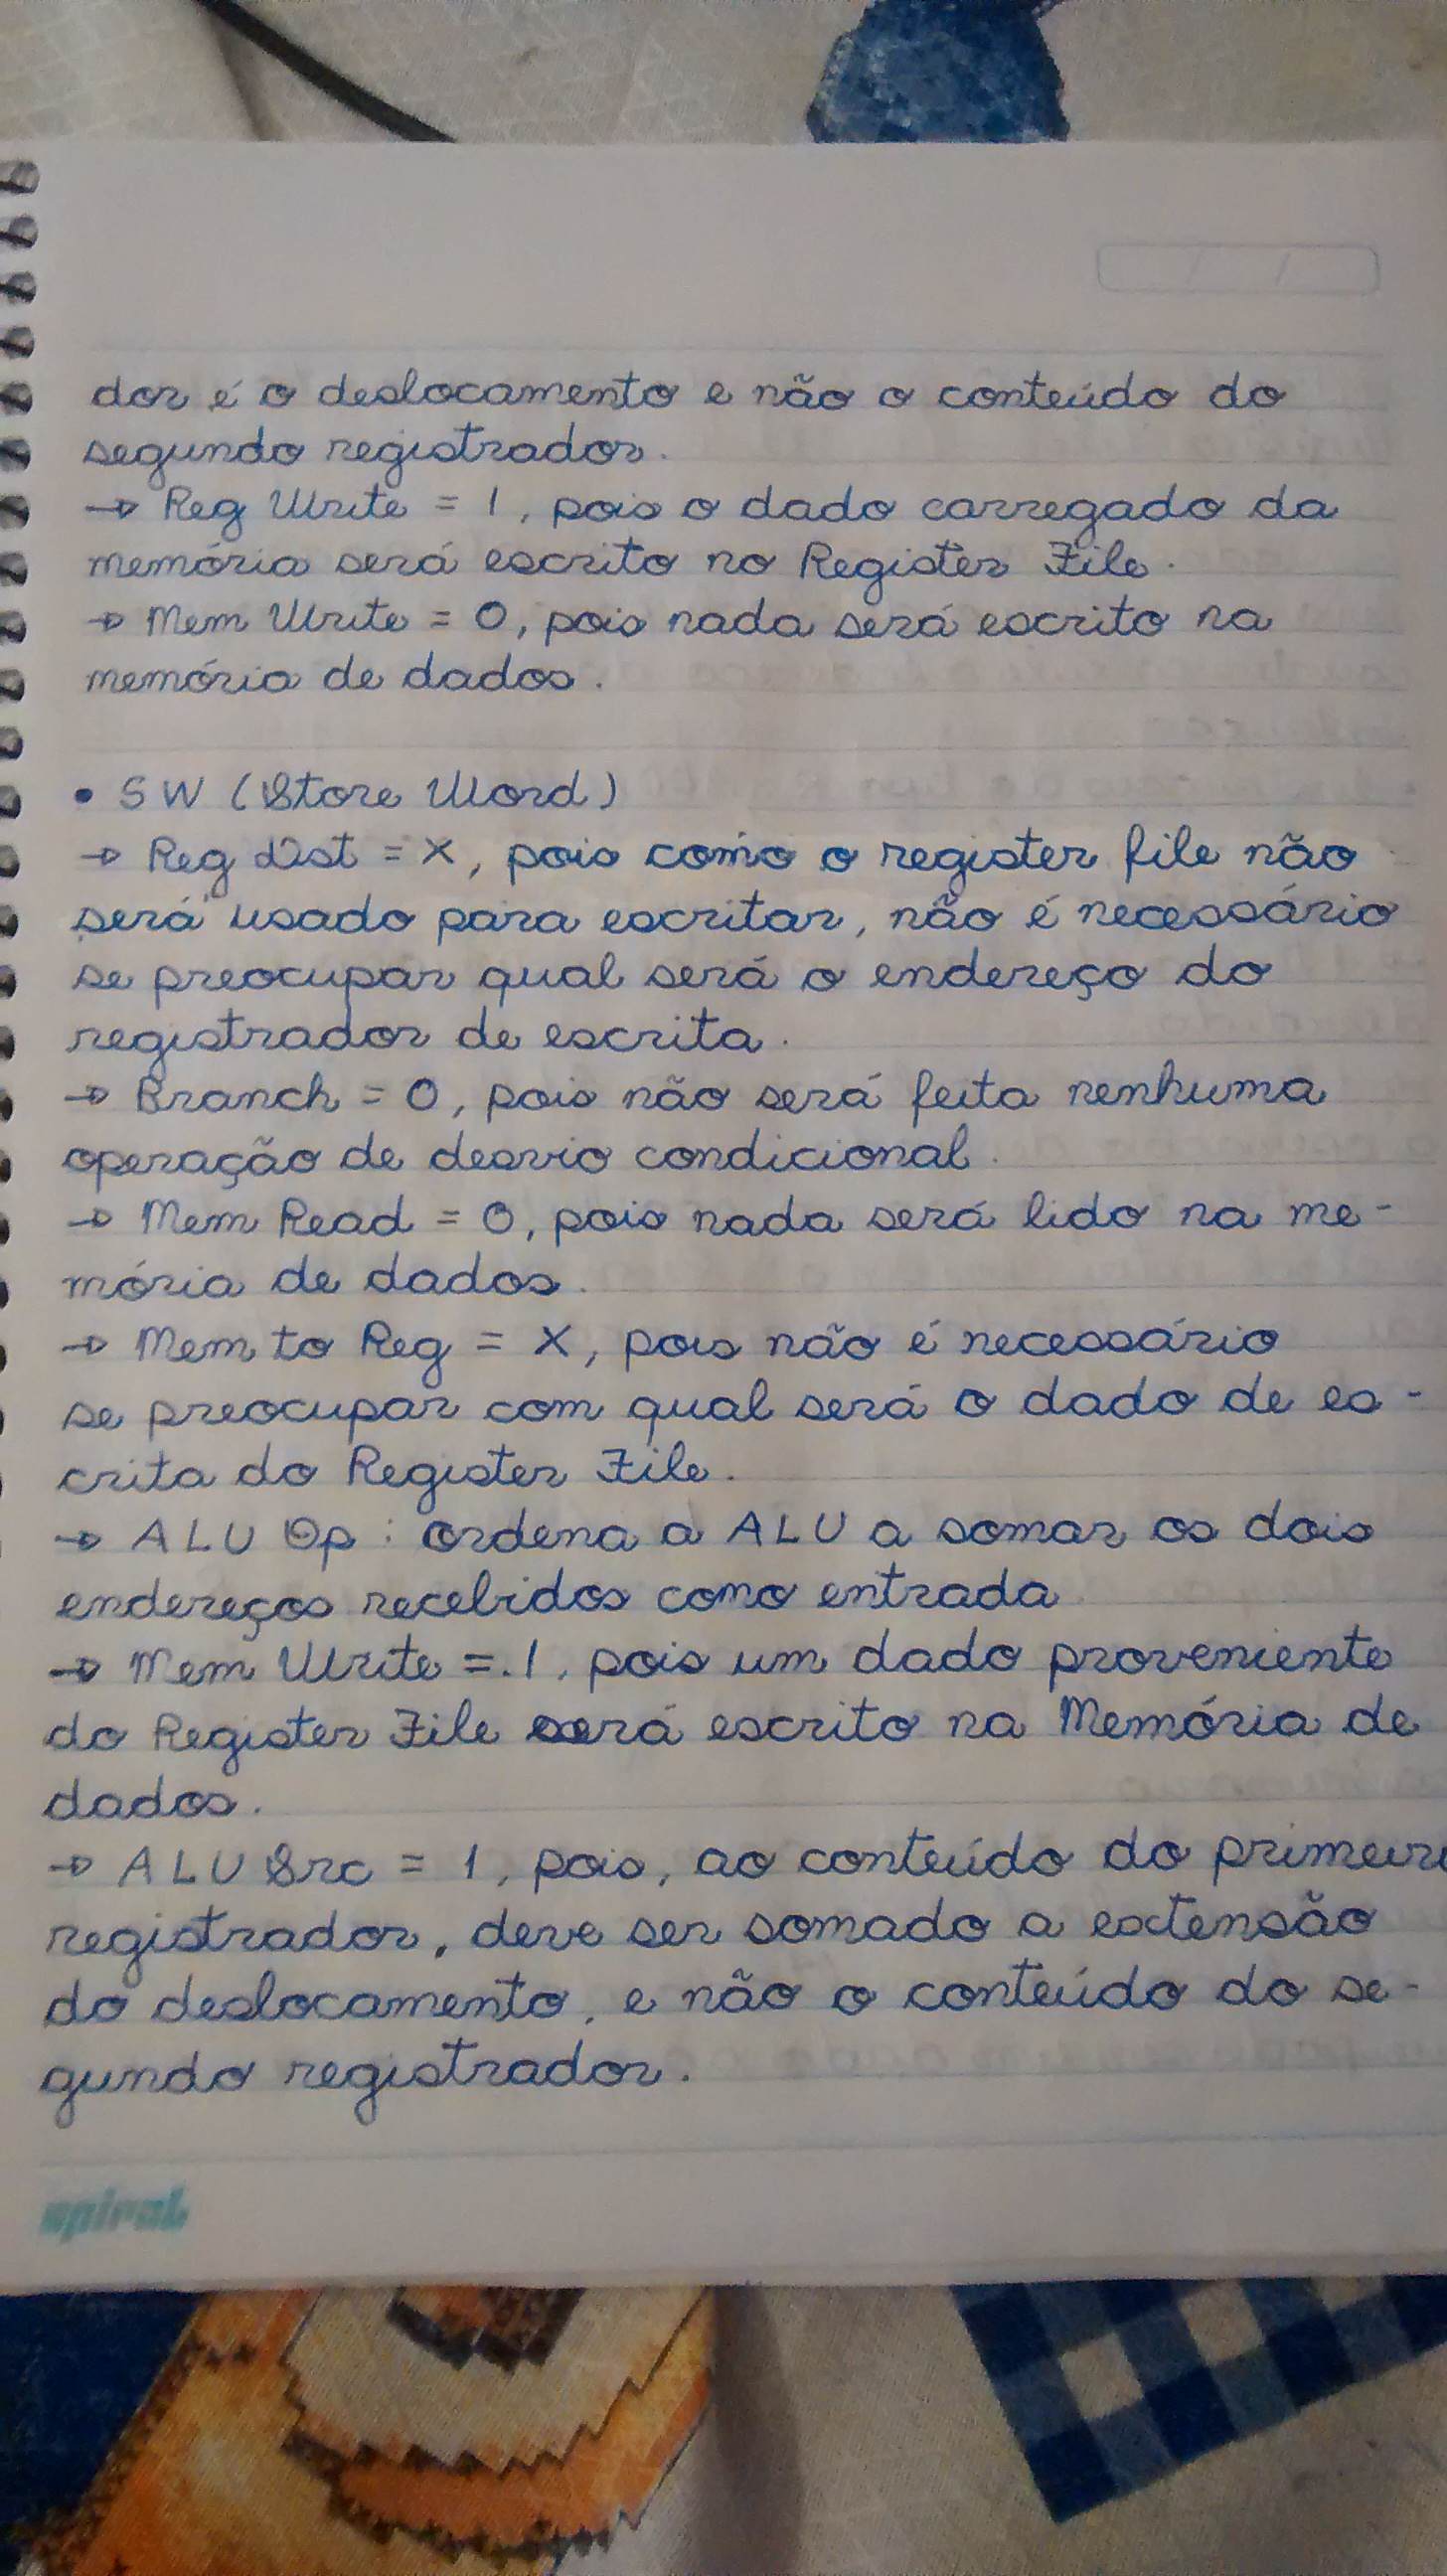 dor é o deslocamento e não o conteúdo do
segundo registrador.
→ Reg Write = 1, pois o dado carregado da
memória será escrito no Register File.
→ Mem Write = 0, pois nada será escrito na
memória de dados.
• SW (Store Word)
→ Reg Dst = X, pois como o register file não
será usado para escritar, não é necessário
se preocupar qual será o endereço do
registrador de escrita.
→ Branch = 0, pois não será feita nenhuma
operação de desvio condicional.
→ Mem Read = 0, pois nada será lido na me-
mória de dados.
→ Mem to Reg = X, pois não é necessário
se preocupar com qual será o dado de es-
crita do Register File.
→ ALU Op : ordena a ALU a somar os dois
endereços recebidos como entrada
→ Mem Write = 1, pois um dado proveniente
do Register File será escrito na Memória de
dados.
→ ALU Src = 1, pois, ao conteúdo do primeir
registrador, deve ser somado a extensão
do deslocamento, e não o conteúdo do se-
gundo registrador.
spiral